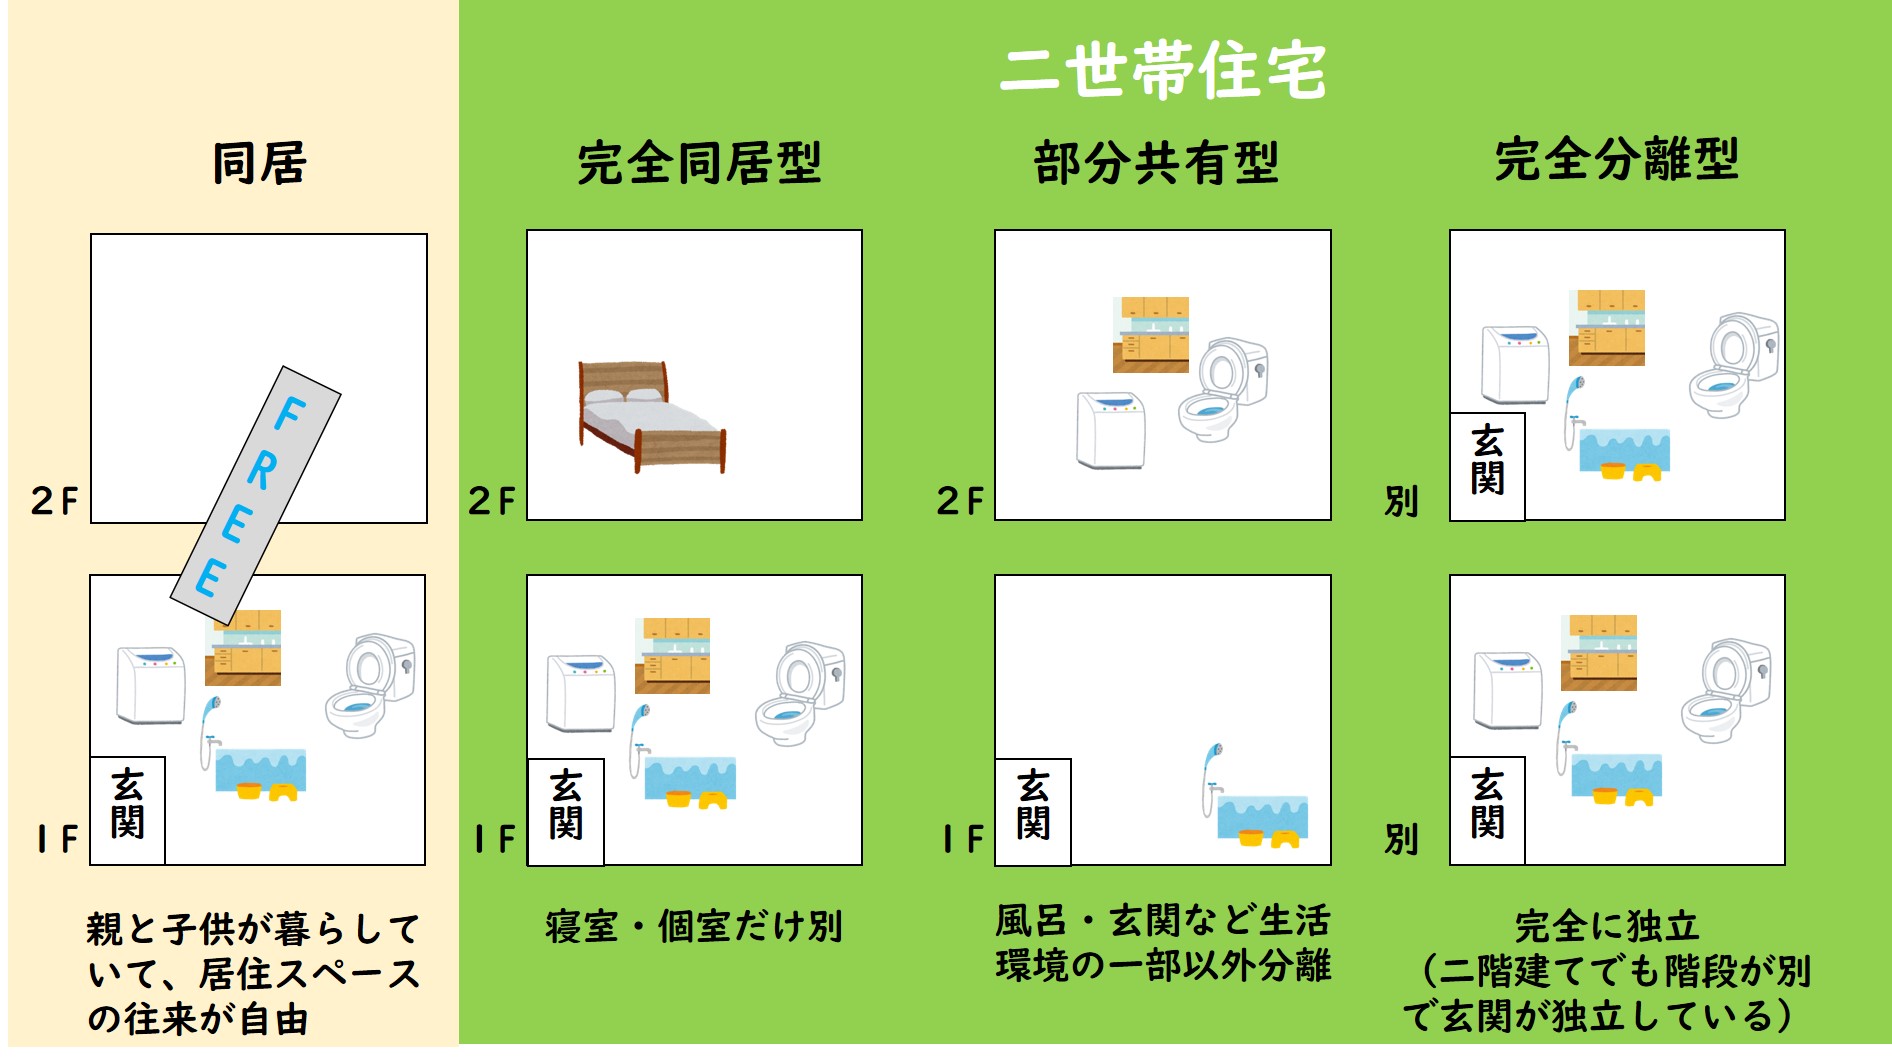 二世帯住宅
同居
FREE
2F
玄関
1F
親と子供が暮らして
いて、居住スペース
の往来が自由
完全同居型
2F
玄関
1F
寝室・個室だけ別
部分共有型
2F
玄関
1F
風呂・玄関など生活
環境の一部以外分離
完全分離型
玄関
別
玄関
別
完全に独立
（二階建てでも階段が別
で玄関が独立している）